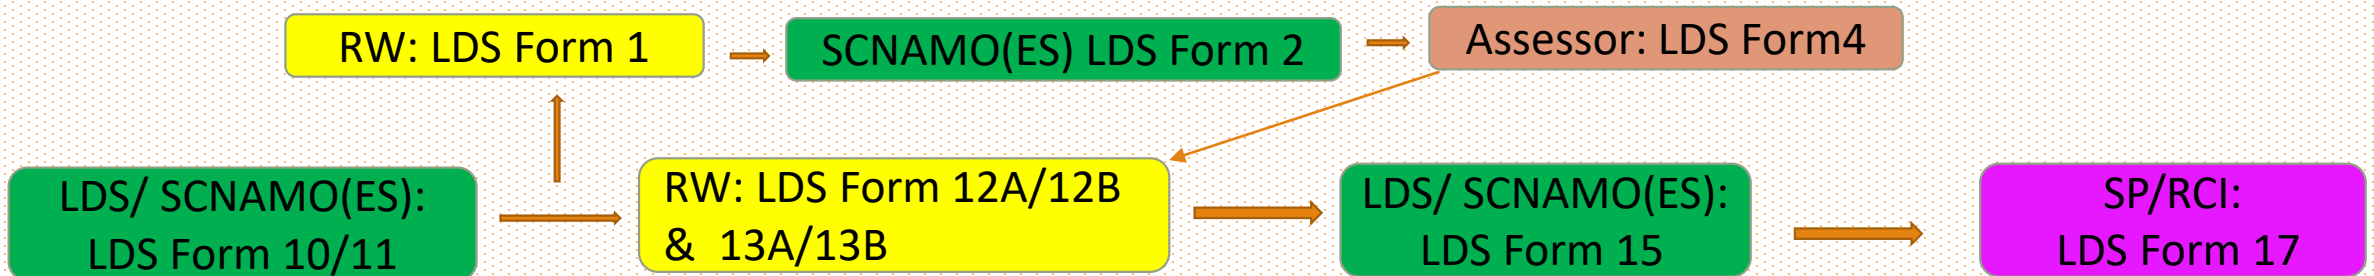 RW: LDS Form 1
SCNAMO(ES) LDS Form 2
Assessor: LDS Form4
LDS/ SCNAMO(ES):
LDS Form 10/11
RW: LDS Form 12A/12B
& 13A/13B
LDS/ SCNAMO(ES):
LDS Form 15
SP/RCI:
LDS Form 17